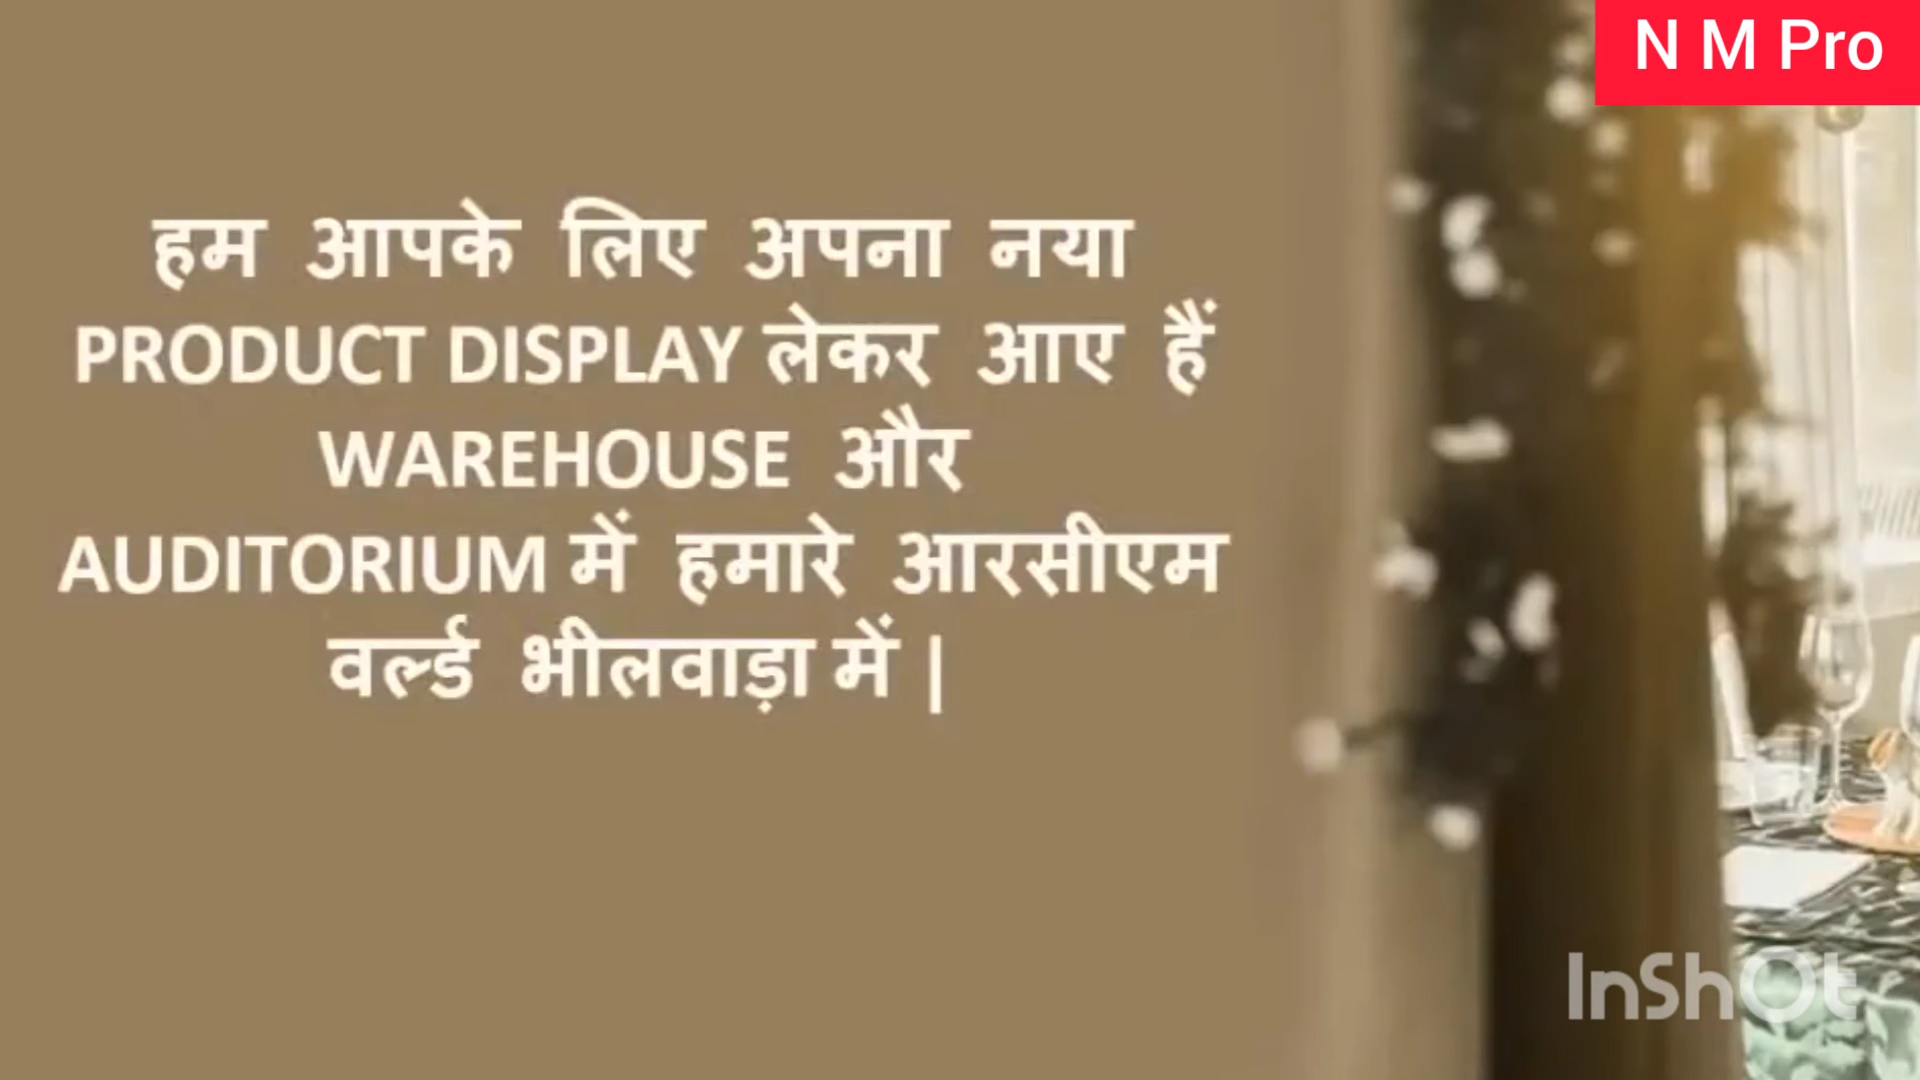 N M Pro
हम आपके लिए अपना नया
PRODUCT DISPLAY लेकर आए हैं
WAREHOUSE और
AUDITORIUM में हमारे आरसीएम
वर्ल्ड भीलवाड़ा में |
InShOt